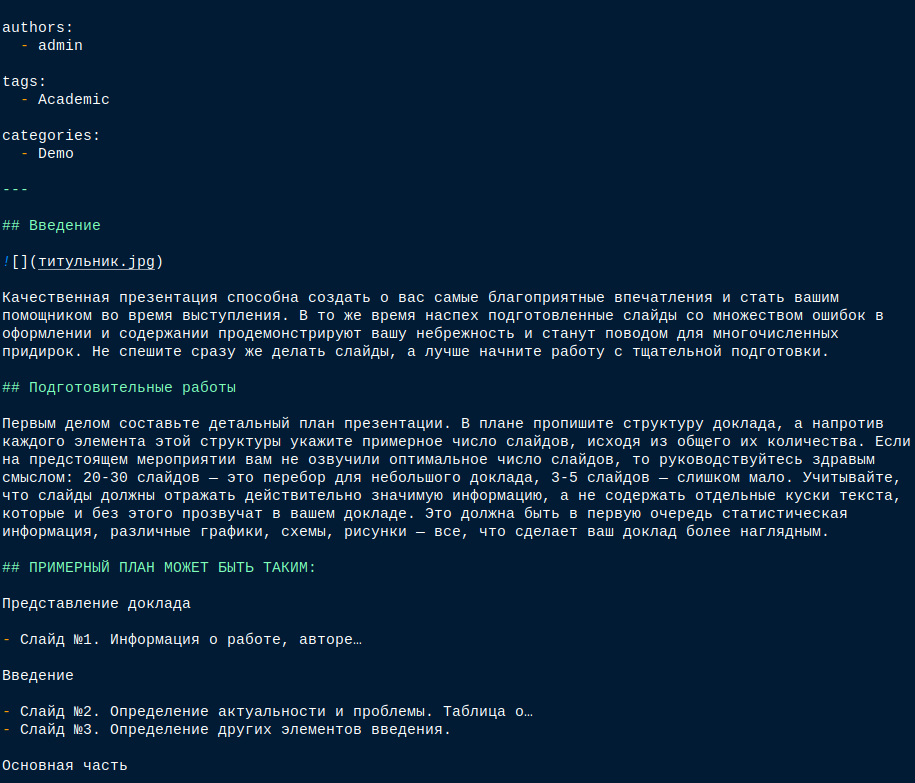 authors:
  - admin
tags:
  - Academic
categories:
  - Demo
---
## Введение
![](титульник.jpg)
Качественная презентация способна создать о вас самые благоприятные впечатления и стать вашим
помощником во время выступления. В то же время наспех подготовленные слайды со множеством ошибок в
оформлении и содержании продемонстрируют вашу небрежность и станут поводом для многочисленных
придирок. Не спешите сразу же делать слайды, а лучше начните работу с тщательной подготовки.
## Подготовительные работы
Первым делом составьте детальный план презентации. В плане пропишите структуру доклада, а напротив
каждого элемента этой структуры укажите примерное число слайдов, исходя из общего их количества. Если
на предстоящем мероприятии вам не озвучили оптимальное число слайдов, то руководствуйтесь здравым
смыслом: 20-30 слайдов — это перебор для небольшого доклада, 3-5 слайдов — слишком мало. Учитывайте,
что слайды должны отражать действительно значимую информацию, а не содержать отдельные куски текста,
которые и без этого прозвучат в вашем докладе. Это должна быть в первую очередь статистическая
информация, различные графики, схемы, рисунки — все, что сделает ваш доклад более наглядным.
## ПРИМЕРНЫЙ ПЛАН МОЖЕТ БЫТЬ ТАКИМ:
Представление доклада
- Слайд №1. Информация о работе, авторе…
Введение
- Слайд №2. Определение актуальности и проблемы. Таблица о…
- Слайд №3. Определение других элементов введения.
Основная часть